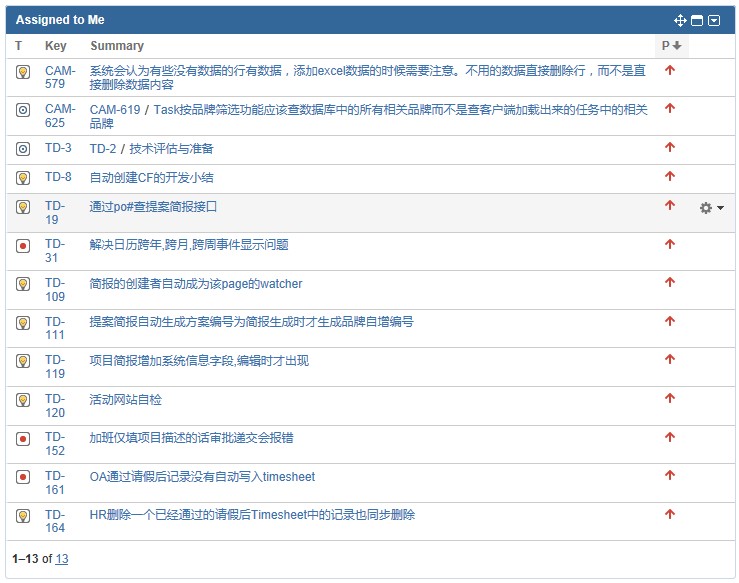 Assigned to Me
T Key Summary P
CAM-
579
系统会认为有些没有数据的行有数据，添加excel数据的时候需要注意。不用的数据直接删除行，而不是直
接删除数据内容
CAM-
625
CAM-619 / Task按品牌筛选功能应该查数据库中的所有相关品牌而不是查客户端加载出来的任务中的相关
品牌
TD-3 TD-2 / 技术评估与准备
TD-8 自动创建CF的开发小结
TD-
19
通过po#查提案简报接口
TD-
31
解决日历跨年,跨月,跨周事件显示问题
TD-
109
简报的创建者自动成为该page的watcher
TD-
111
提案简报自动生成方案编号为简报生成时才生成品牌自增编号
TD-
119
项目简报增加系统信息字段,编辑时才出现
TD-
120
活动网站自检
TD-
152
加班仅填项目描述的话审批递交会报错
TD-
161
OA通过请假后记录没有自动写入timesheet
TD-
164
HR删除一个已经通过的请假后Timesheet中的记录也同步删除
1–13 of 13